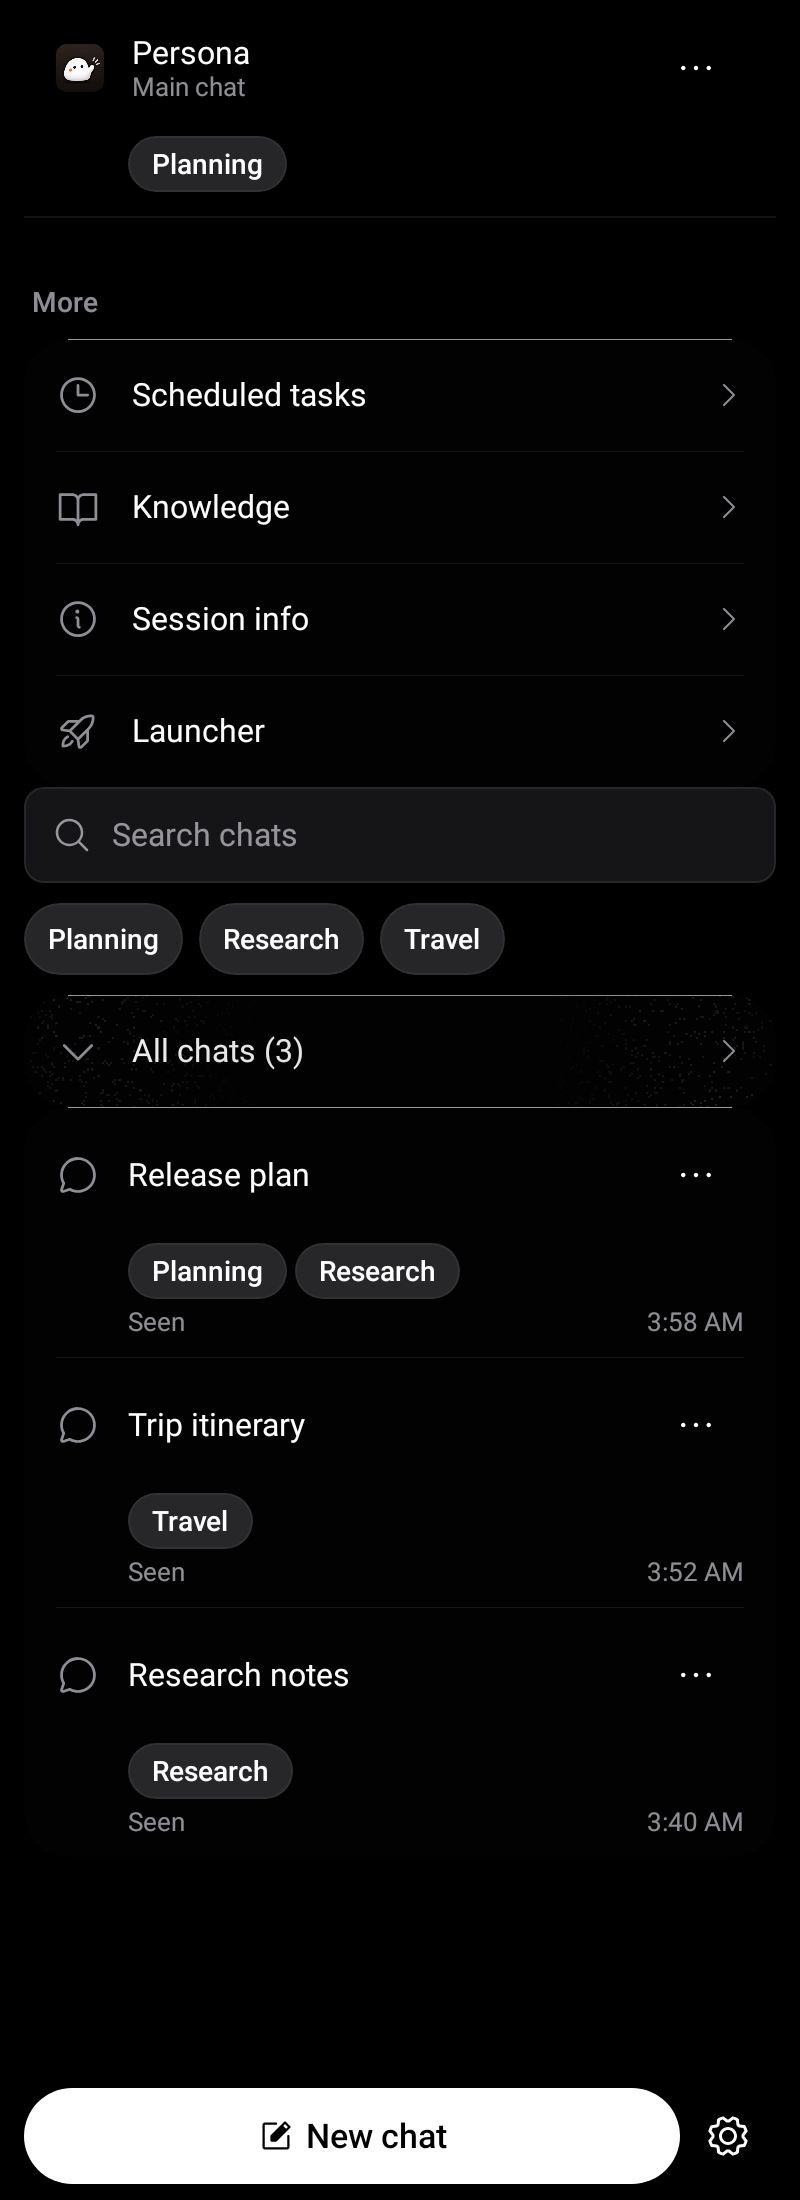 Persona
Main chat
Planning
More
Scheduled tasks
Knowledge
Session info
Launcher
Search chats
Planning Research Travel
All chats (3)
Release plan
Planning Research
Seen 3:58 AM
Trip itinerary
Travel
Seen 3:52 AM
Research notes
Research
Seen 3:40 AM
New chat